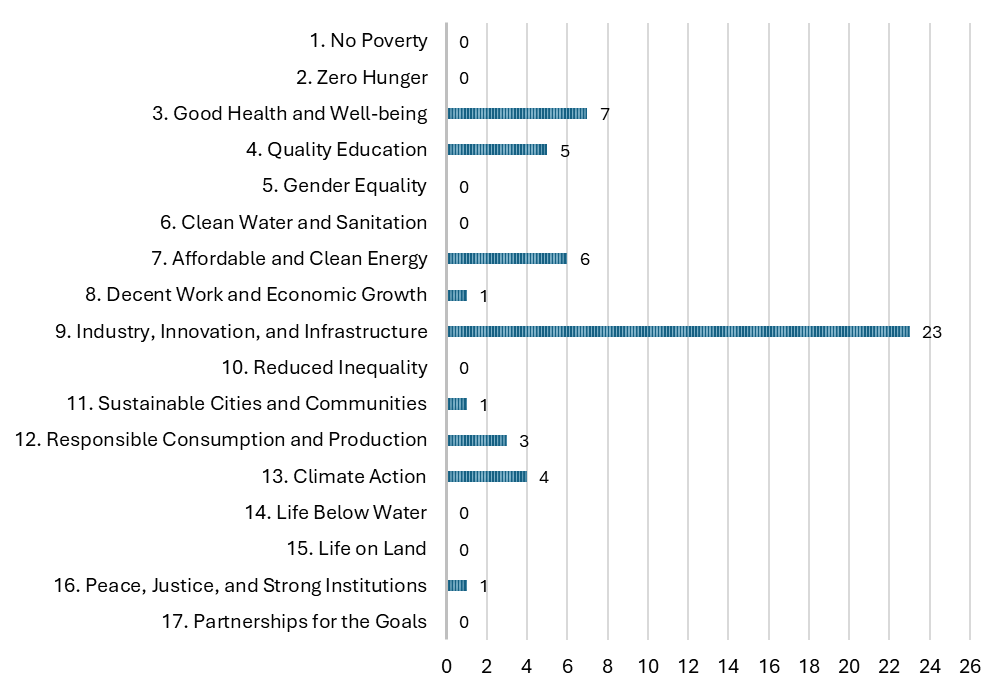 1. No Poverty 0
2. Zero Hunger 0
3. Good Health and Well-being 7
4. Quality Education 5
5. Gender Equality 0
6. Clean Water and Sanitation 0
7. Affordable and Clean Energy 6
8. Decent Work and Economic Growth 1
9. Industry, Innovation, and Infrastructure 23
10. Reduced Inequality 0
11. Sustainable Cities and Communities 1
12. Responsible Consumption and Production 3
13. Climate Action 4
14. Life Below Water 0
15. Life on Land 0
16. Peace, Justice, and Strong Institutions 1
17. Partnerships for the Goals 0
0 2 4 6 8 10 12 14 16 18 20 22 24 26